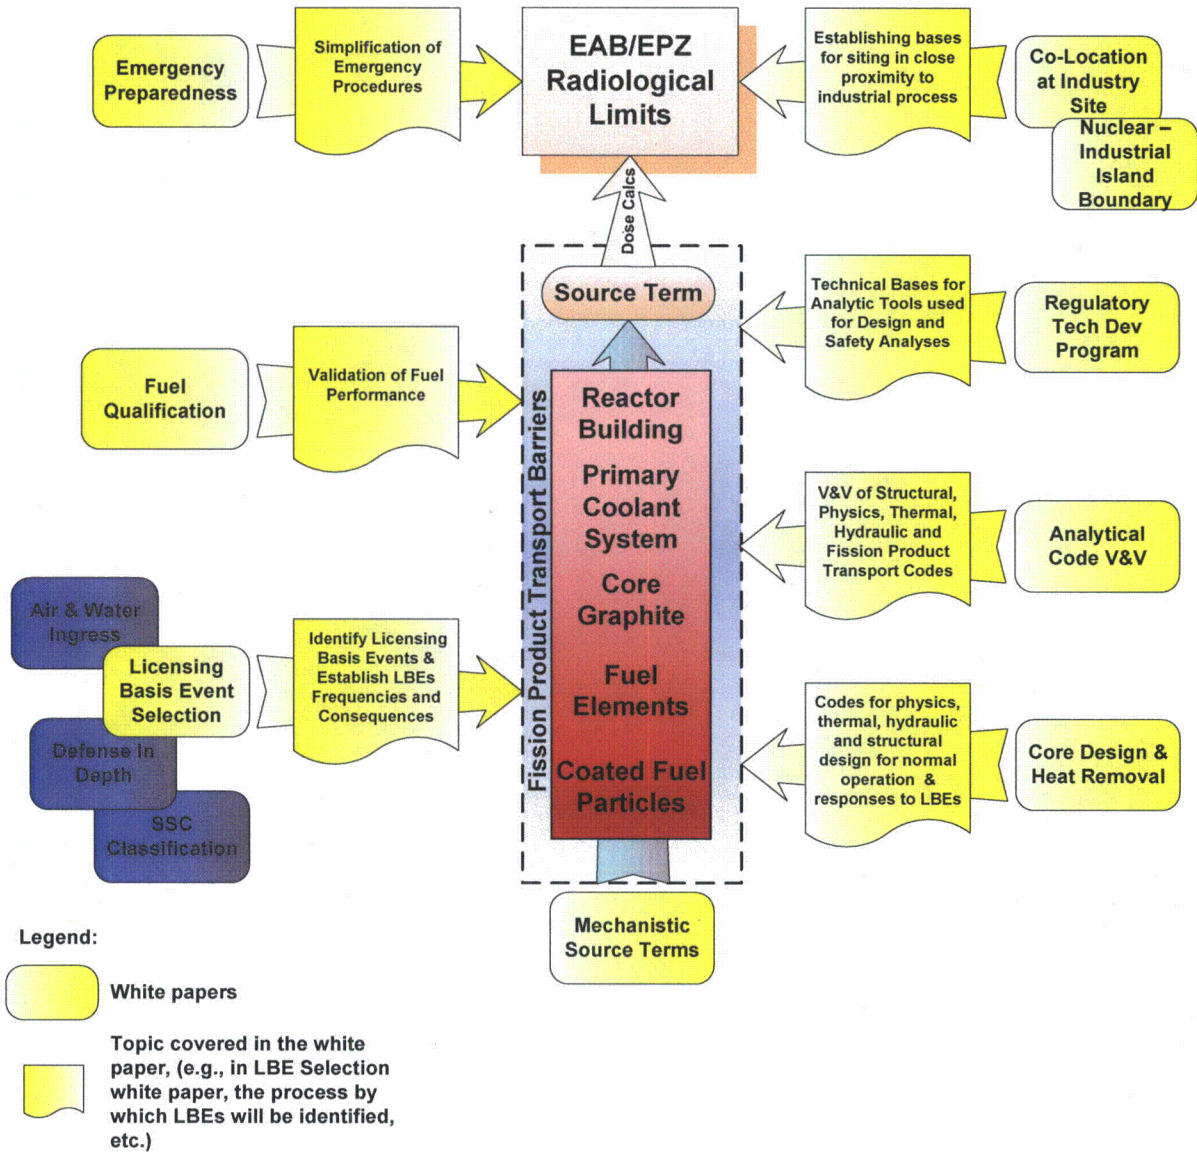 Emergency
Preparedness
Simplification of
Emergency
Procedures
EAB/EPZ
Radiological
Limits
Establishing bases
for siting in close
proximity to
industrial process
Co-Location
at Industry
Site
Nuclear –
Industrial
Island
Boundary
Dose Calcs
Source Term
Technical Bases for
Analytic Tools used
for Design and
Safety Analyses
Regulatory
Tech Dev
Program
Fuel
Qualification
Validation of Fuel
Performance
Fission Product Transport Barriers
Reactor
Building
Primary
Coolant
System
Core
Graphite
Fuel
Elements
Coated Fuel
Particles
V&V of Structural,
Physics, Thermal,
Hydraulic and
Fission Product
Transport Codes
Analytical
Code V&V
Air & Water
Ingress
Licensing
Basis Event
Selection
Defense In
Depth
SSC
Classification
Identify Licensing
Basis Events &
Establish LBEs
Frequencies and
Consequences
Codes for physics,
thermal, hydraulic
and structural
design for normal
operation &
responses to LBEs
Core Design &
Heat Removal
Mechanistic
Source Terms
Legend:
White papers
Topic covered in the white
paper, (e.g., in LBE Selection
white paper, the process by
which LBEs will be identified,
etc.)